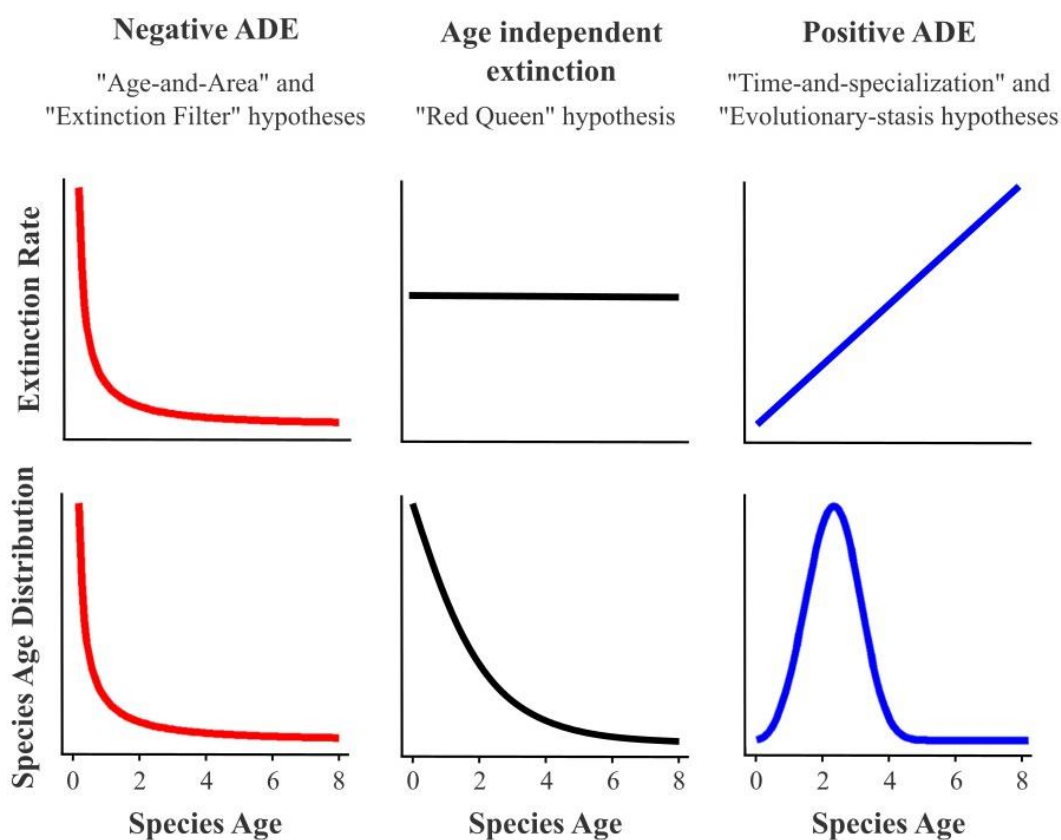 Negative ADE
"Age-and-Area" and
"Extinction Filter" hypotheses
Age independent
extinction
"Red Queen" hypothesis
Positive ADE
"Time-and-specialization" and
"Evolutionary-stasis hypotheses
Extinction Rate
Species Age Distribution
0 2 4 6 8
Species Age
0 2 4 6 8
Species Age
0 2 4 6 8
Species Age